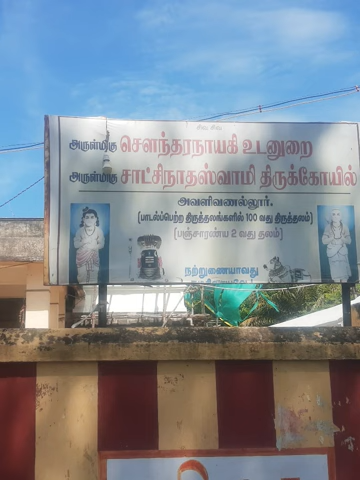 சிவ சிவ
அருள்மிகு சௌந்தரநாயகி உடனுறை
அருள்மிகு சாட்சிநாதஸ்வாமி திருக்கோயில்
அவளிவணல்லூர்.
(பாடல்பெற்ற திருத்தலங்களில் 100 வது திருத்தலம்)
(பஞ்சாரண்ய 2 வது தலம்)
நற்றுணையாவது